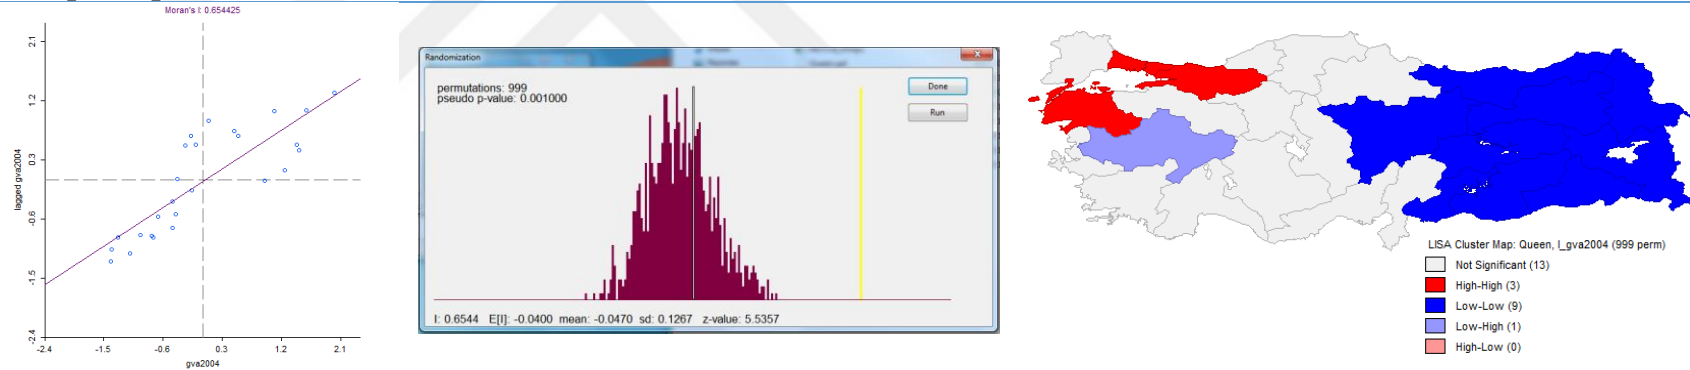 Moran's I: 0.654425
2.1
1.2
0.3
-0.6
-1.5
-2.4
lagged gva2004
-2.4 -1.5 -0.6 0.3 1.2 2.1
gva2004
Randomization
permutations: 999
pseudo p-value: 0.001000
Done
Run
I: 0.6544 E[I]: -0.0400 mean: -0.0470 sd: 0.1267 z-value: 5.5357
LISA Cluster Map: Queen, I_gva2004 (999 perm)
Not Significant (13)
High-High (3)
Low-Low (9)
Low-High (1)
High-Low (0)